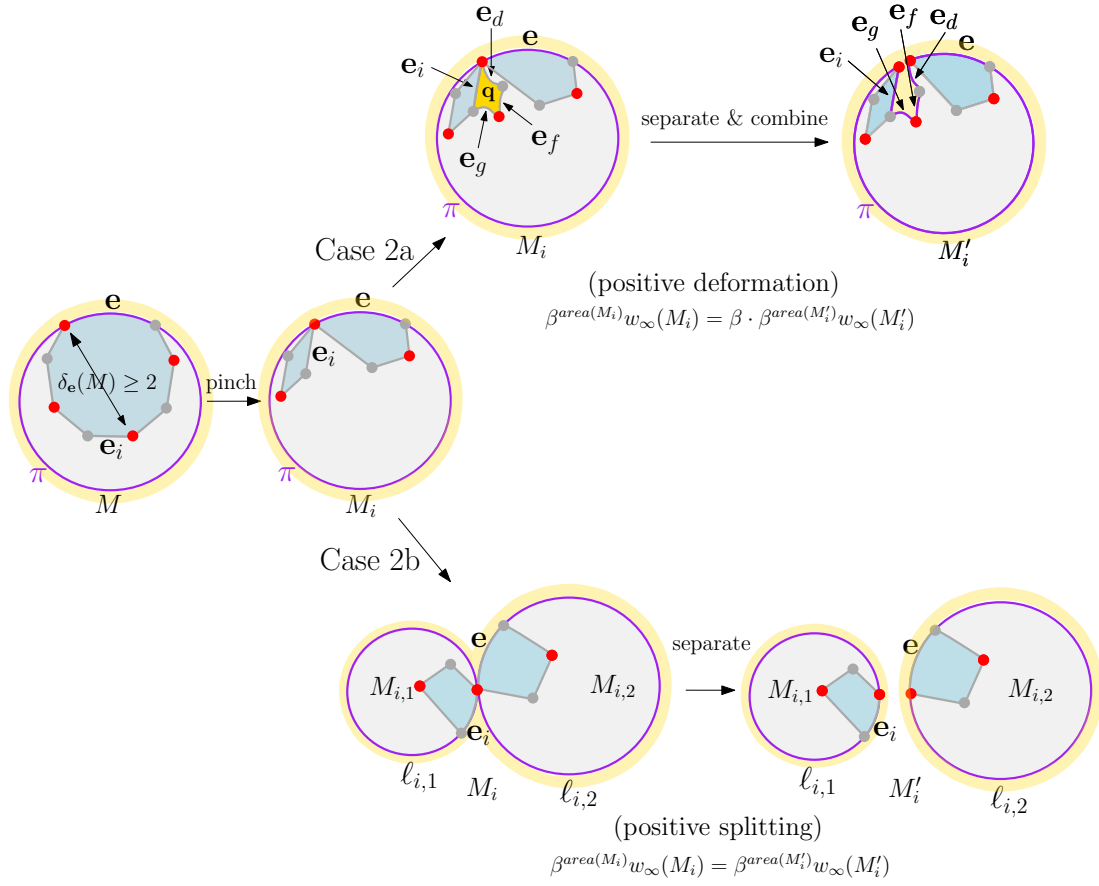 e_d
e
e_i
q
e_f
e_g
π
M_i
separate & combine
e_f
e_g
e_d
e
e_i
π
M'_i
Case 2a
(positive deformation)
β^{area(M_i)} w_∞(M_i) = β · β^{area(M'_i)} w_∞(M'_i)
e
δ_e(M) ≥ 2
e_i
π
M
pinch
e
e_i
π
M_i
Case 2b
e
M_{i,1}
M_{i,2}
e_i
ℓ_{i,1}
M_i
ℓ_{i,2}
separate
e
M_{i,1}
M_{i,2}
e_i
ℓ_{i,1}
M'_i
ℓ_{i,2}
(positive splitting)
β^{area(M_i)} w_∞(M_i) = β^{area(M'_i)} w_∞(M'_i)